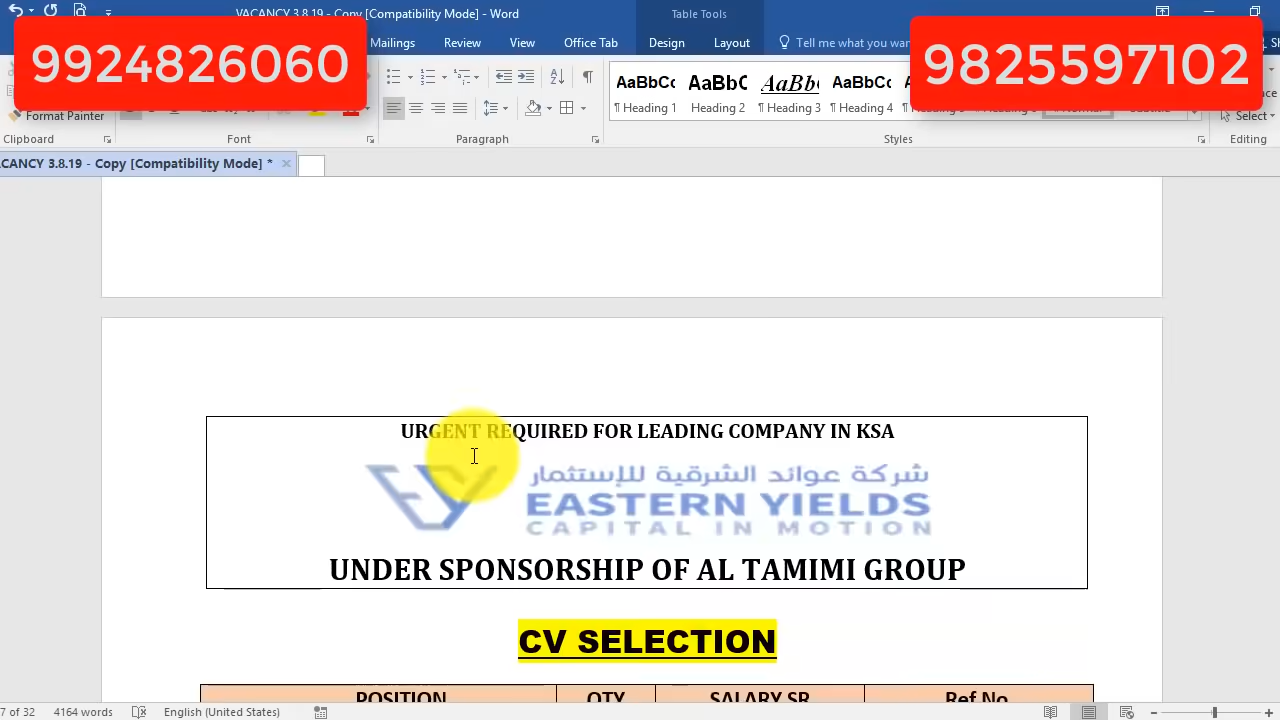 VACANCY 3.8.19 - Copy [Compatibility Mode] - Word
Table Tools
9924826060
9825597102
Mailings
Review
View
Office Tab
Design
Layout
Tell me what you wan
AaBbCc
AaBbC
AaBb
AaBbCc
Format Painter
¶ Heading 1
Heading 2
¶ Heading 3
¶ Heading 4
Select
Clipboard
Font
Paragraph
Styles
Editing
CANCY 3.8.19 - Copy [Compatibility Mode] *
URGENT REQUIRED FOR LEADING COMPANY IN KSA
شركة عوائد الشرقية للإستثمار
EASTERN YIELDS
CAPITAL IN MOTION
UNDER SPONSORSHIP OF AL TAMIMI GROUP
CV SELECTION
POSITION
QTY
SALARY SR
Ref No
7 of 32
4164 words
English (United States)